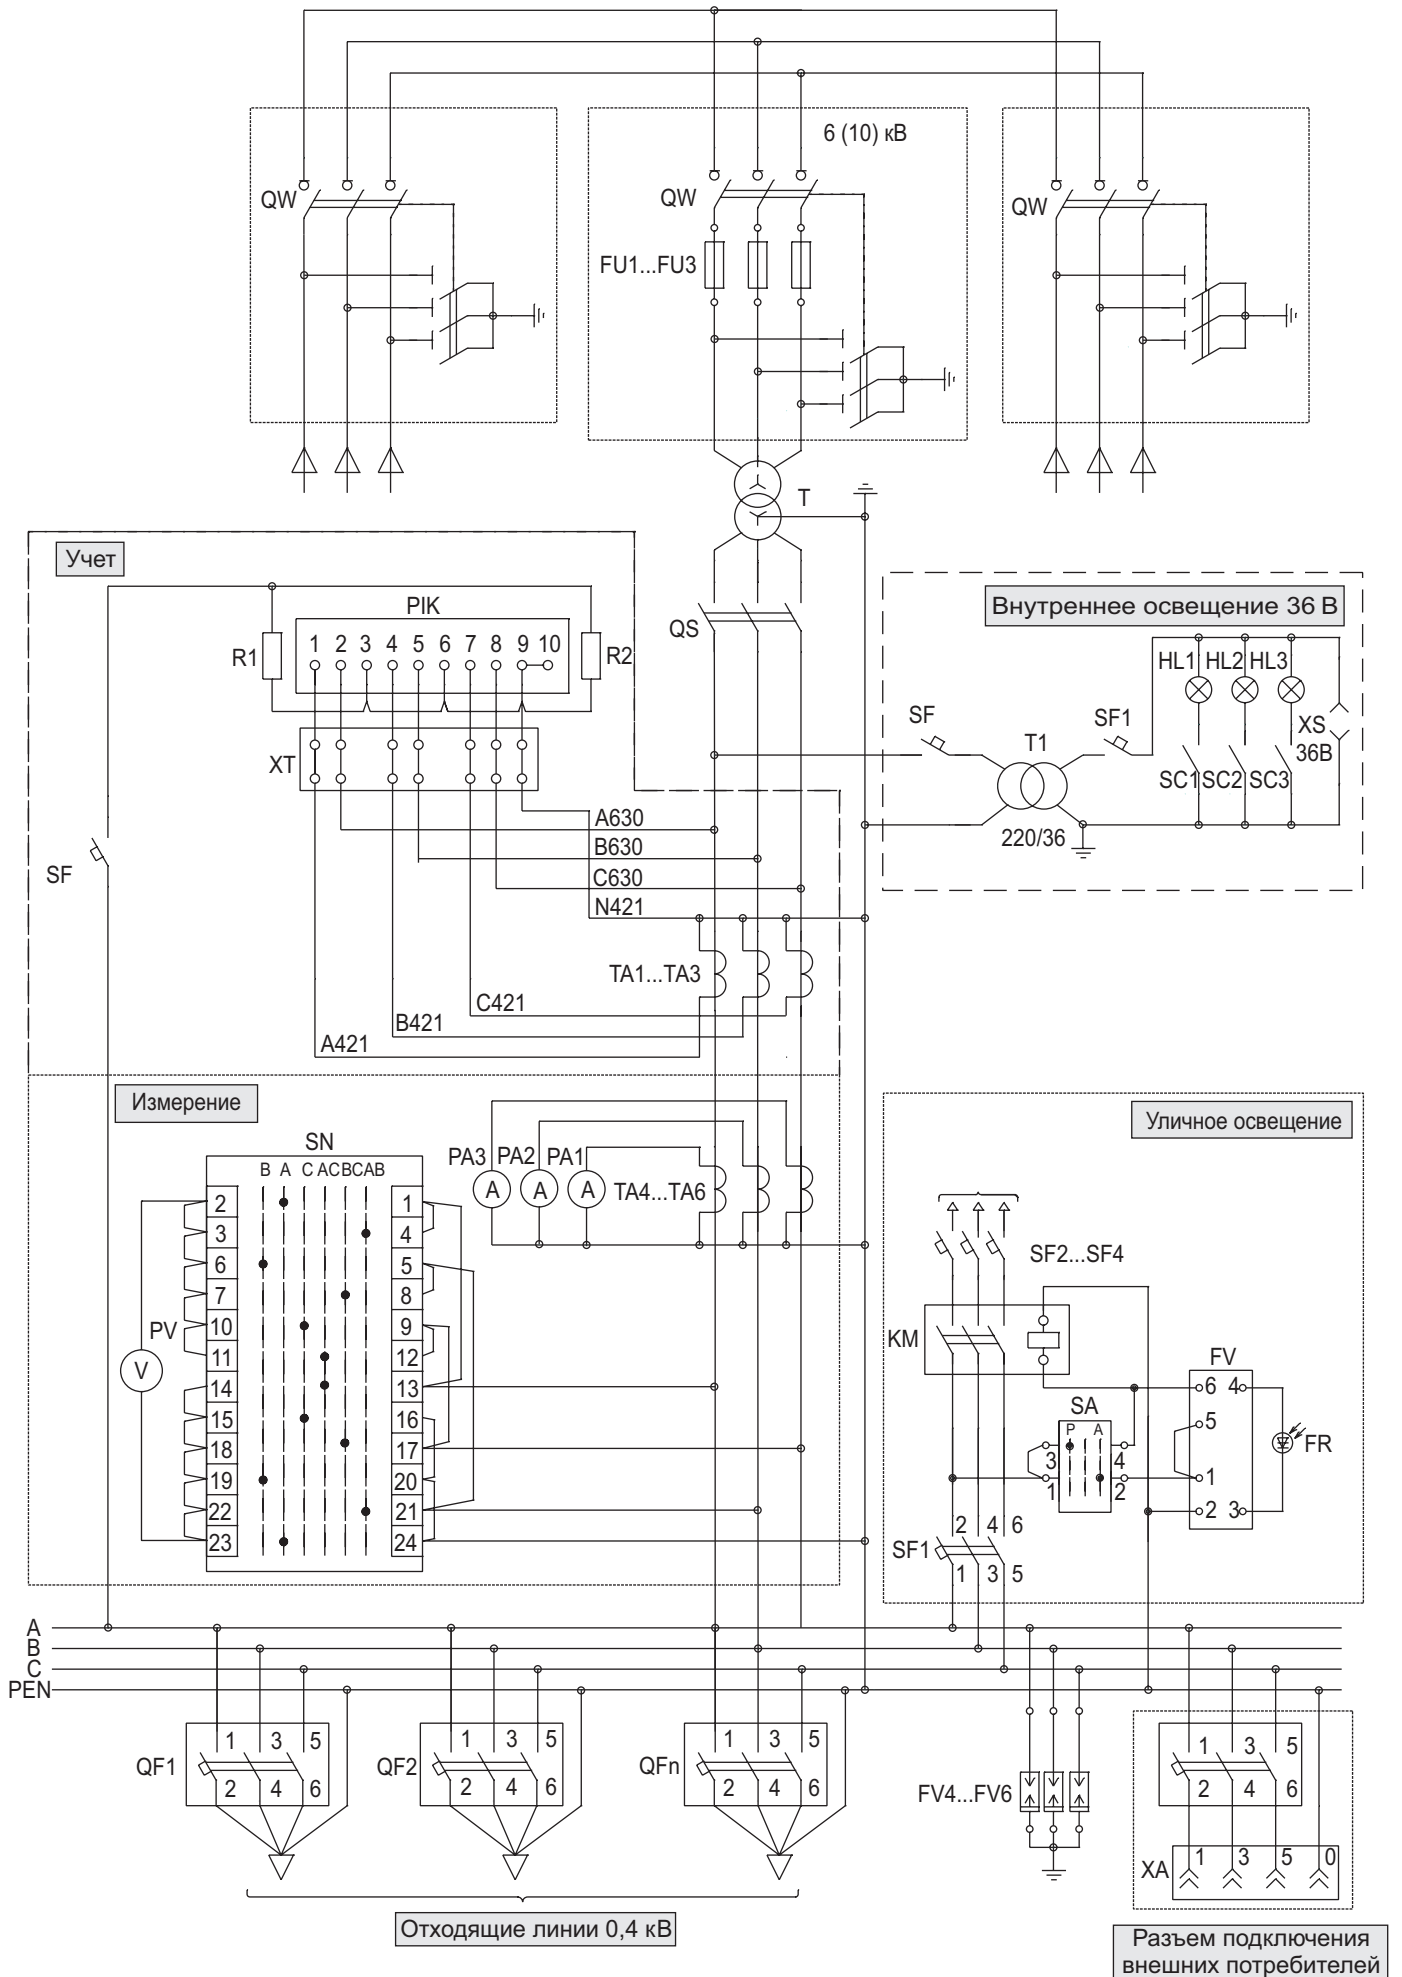 6 (10) кВ
QW
QW
QW
FU1...FU3
T
Учет
PIK
1 2 3 4 5 6 7 8 9 10
R1
R2
QS
XT
Внутреннее освещение 36 В
HL1 HL2 HL3
SF
SF1
T1
XS
36В
SC1 SC2 SC3
220/36
A630
B630
C630
N421
SF
TA1...TA3
C421
B421
A421
Измерение
SN
B A C AC BC AB
PA3 PA2 PA1
A A A
TA4...TA6
2 1
3 4
6 5
7 8
10 9
11 12
14 13
15 16
18 17
19 20
22 21
23 24
PV
V
Уличное освещение
SF2...SF4
KM
FV
6 4
5
1
2 3
FR
SA
P A
3 4
1 2
2 4 6
SF1
1 3 5
A
B
C
PEN
QF1
1 3 5
2 4 6
QF2
1 3 5
2 4 6
QFn
1 3 5
2 4 6
FV4...FV6
1 3 5
2 4 6
XA
1 3 5 0
Отходящие линии 0,4 кВ
Разъем подключения
внешних потребителей